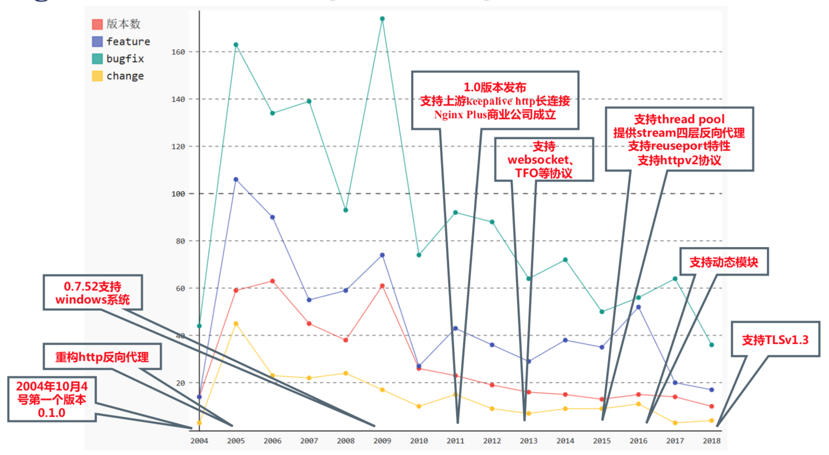 版本数
feature
bugfix
change
160
140
120
100
80
60
40
20
2004
2005
2006
2007
2008
2009
2010
2011
2012
2013
2014
2015
2016
2017
2018
1.0版本发布
支持上游keepalive http长连接
Nginx Plus商业公司成立
支持
websocket、
TFO等协议
支持thread pool
提供stream四层反向代理
支持reuseport特性
支持httpv2协议
支持动态模块
支持TLSv1.3
0.7.52支持
windows系统
重构http反向代理
2004年10月4
号第一个版本
0.1.0